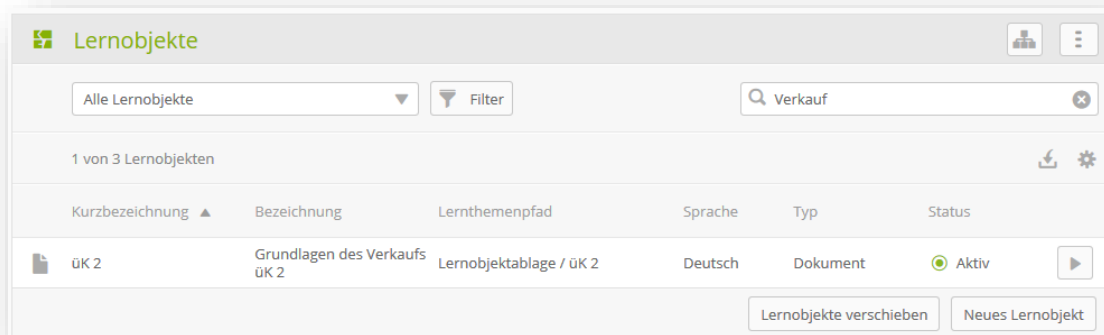 Lernobjekte
Alle Lernobjekte Filter Verkauf
1 von 3 Lernobjekten
Kurzbezeichnung Bezeichnung Lernthemenpfad Sprache Typ Status
üK 2 Grundlagen des Verkaufs üK 2 Lernobjektablage / üK 2 Deutsch Dokument Aktiv
Lernobjekte verschieben Neues Lernobjekt